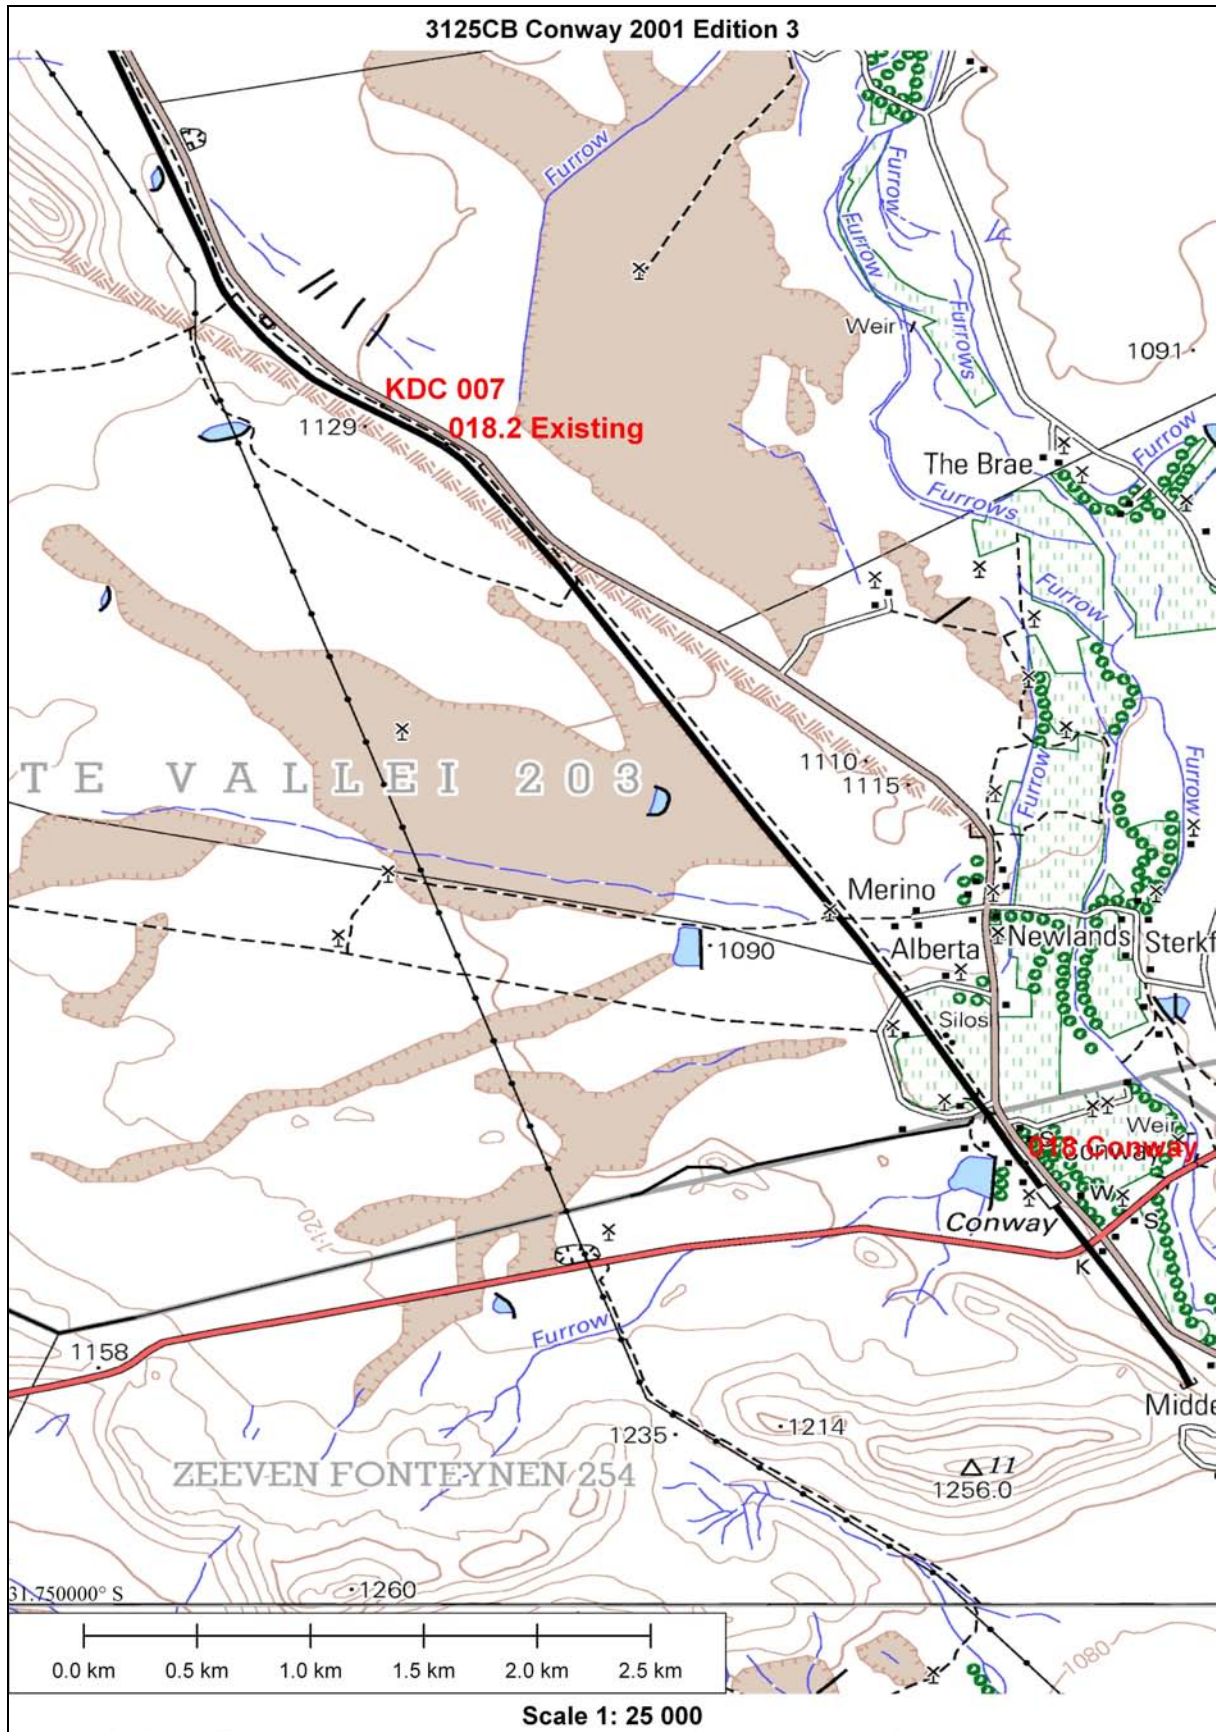 3125CB Conway 2001 Edition 3
Furrow
Furrow
Furrow
Weir
Furrows
1091
KDC 007
1129
018.2 Existing
Furrow
The Brae
Furrows
Furrow
TE VALLEI 203
1110
1115
Furrow
Furrow
Merino
1090
Alberta
Newlands
Sterkf
Silos
Weir
S
018 Conway
Conway
W
S
Conway
1120
K
Furrow
1158
Midde
1214
1235
11
1256.0
ZEEVEN FONTEYNEN 254
31.750000° S
1260
0.0 km 0.5 km 1.0 km 1.5 km 2.0 km 2.5 km
1080
Scale 1: 25 000